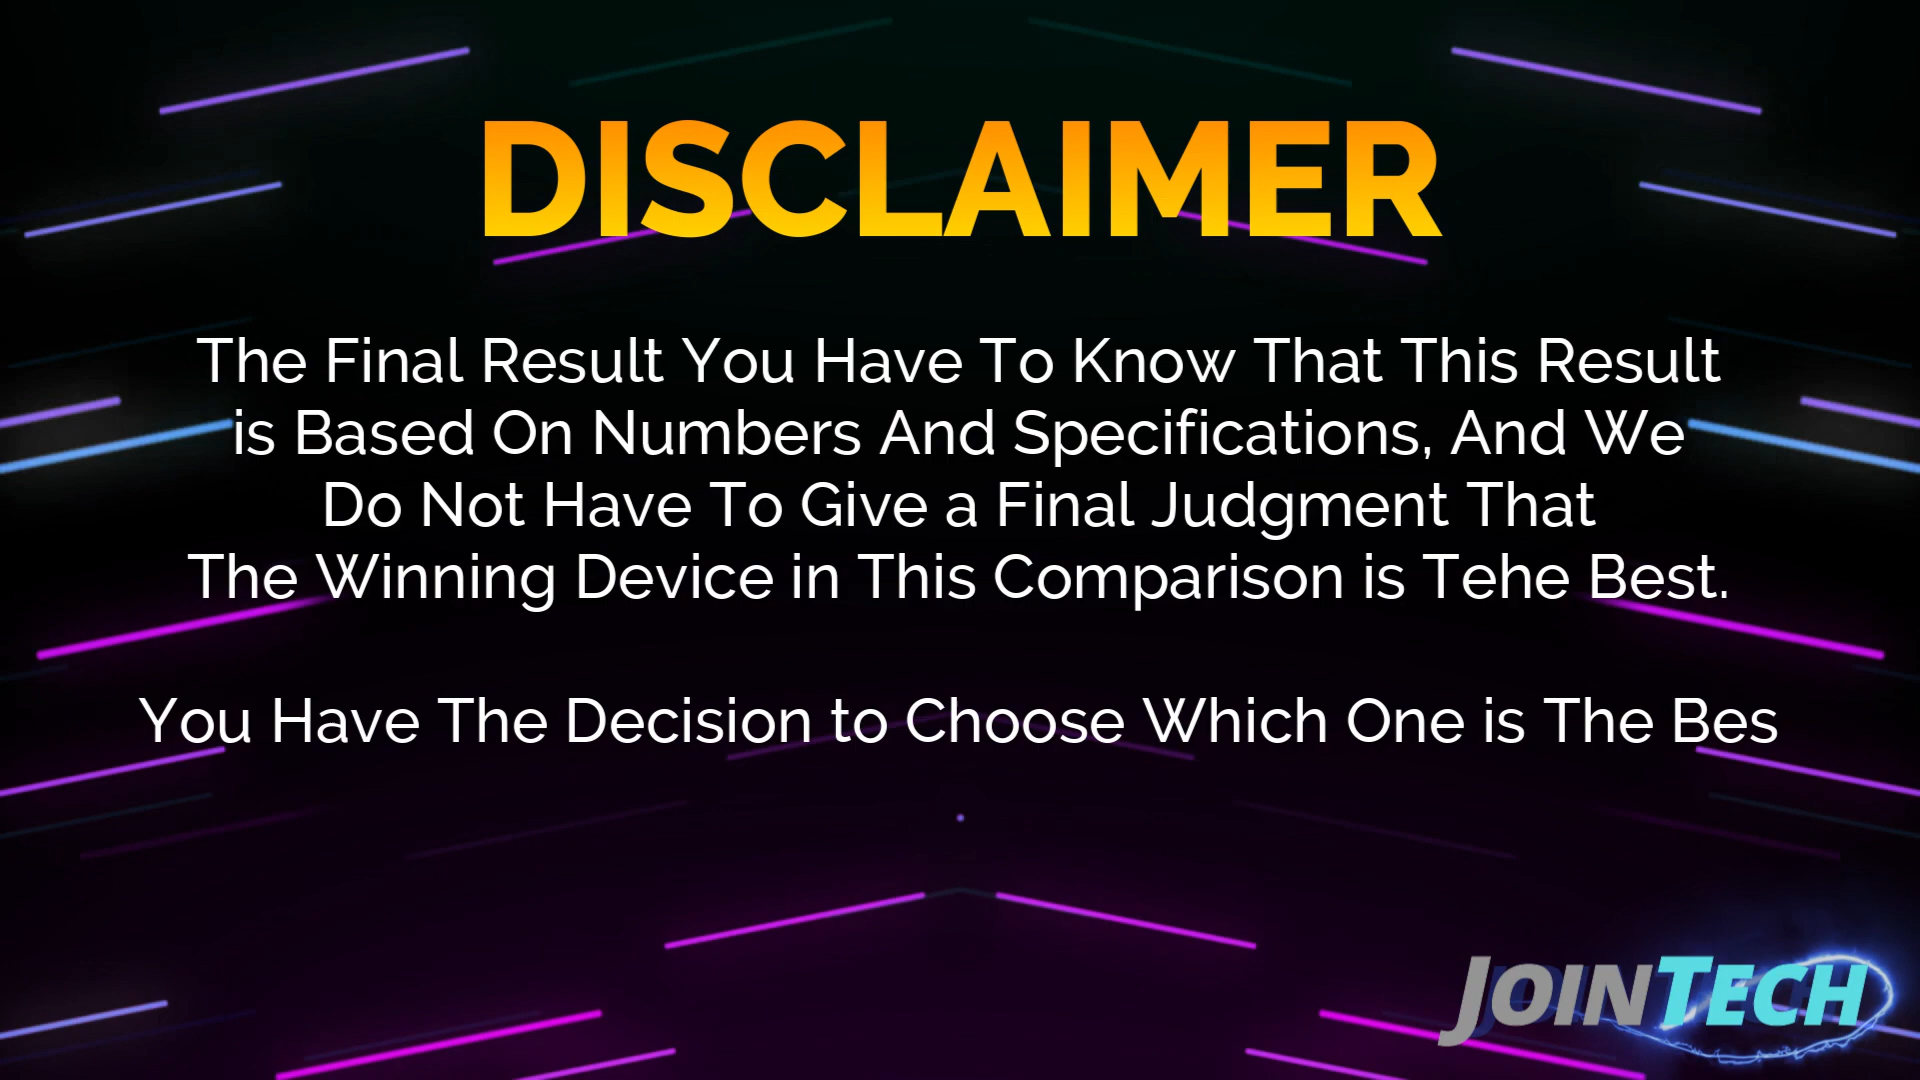 DISCLAIMER
The Final Result You Have To Know That This Result
is Based On Numbers And Specifications, And We
Do Not Have To Give a Final Judgment That
The Winning Device in This Comparison is Tehe Best.
You Have The Decision to Choose Which One is The Bes
JOINTECH